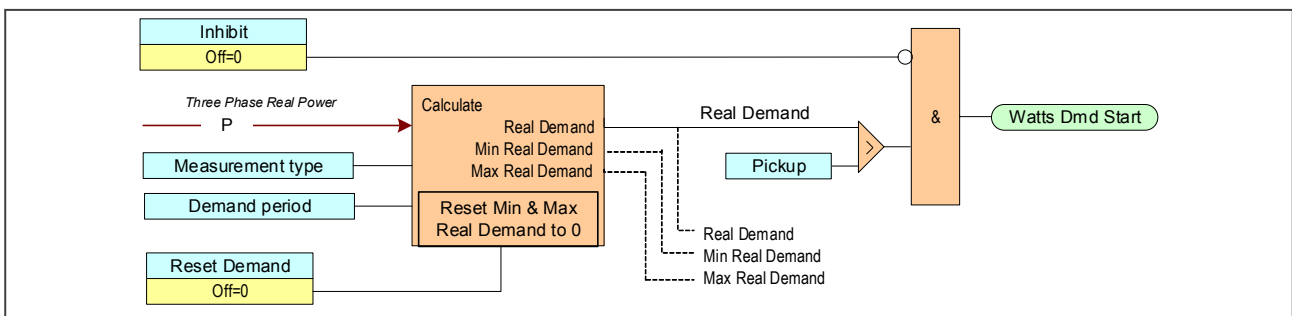 Inhibit
Off=0
Three Phase Real Power
P
Measurement type
Demand period
Reset Demand
Off=0
Calculate
Real Demand
Min Real Demand
Max Real Demand
Reset Min & Max
Real Demand to 0
Real Demand
Pickup
>
&
Watts Dmd Start
Real Demand
Min Real Demand
Max Real Demand